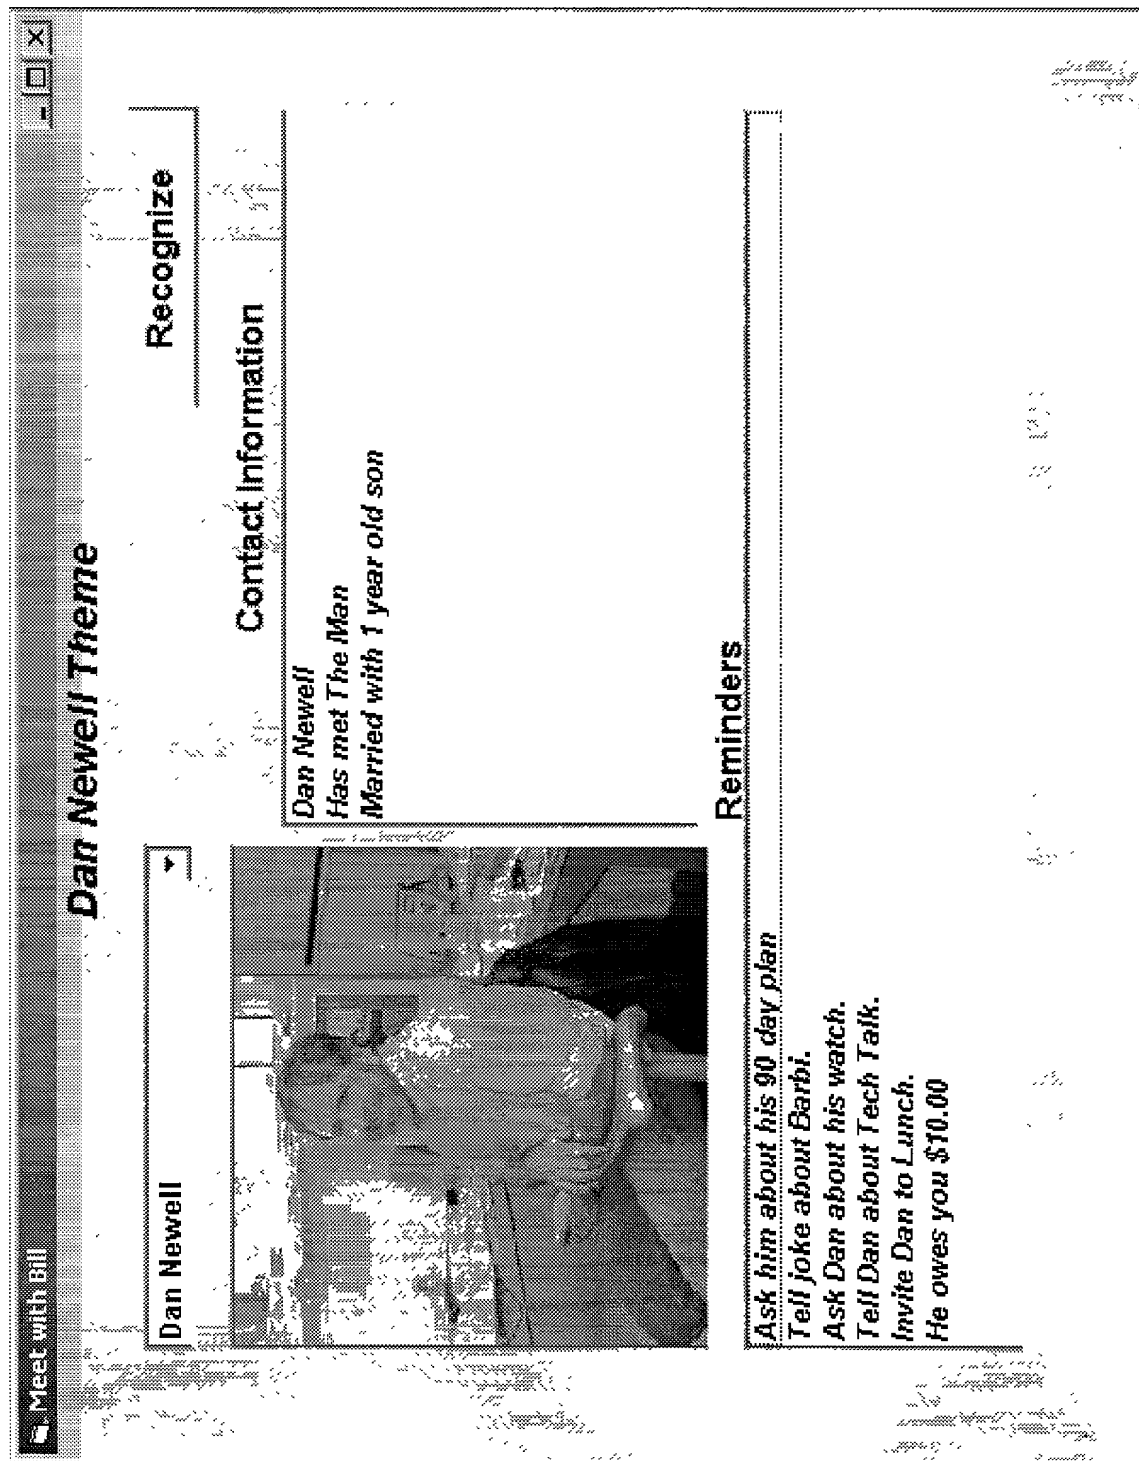 Meet with Bill
Dan Newell Theme
Dan Newell
Recognize
Contact Information
Dan Newell
Has met The Man
Married with 1 year old son
Reminders
Ask him about his 90 day plan
Tell joke about Barbi.
Ask Dan about his watch.
Tell Dan about Tech Talk.
Invite Dan to Lunch.
He owes you $10.00